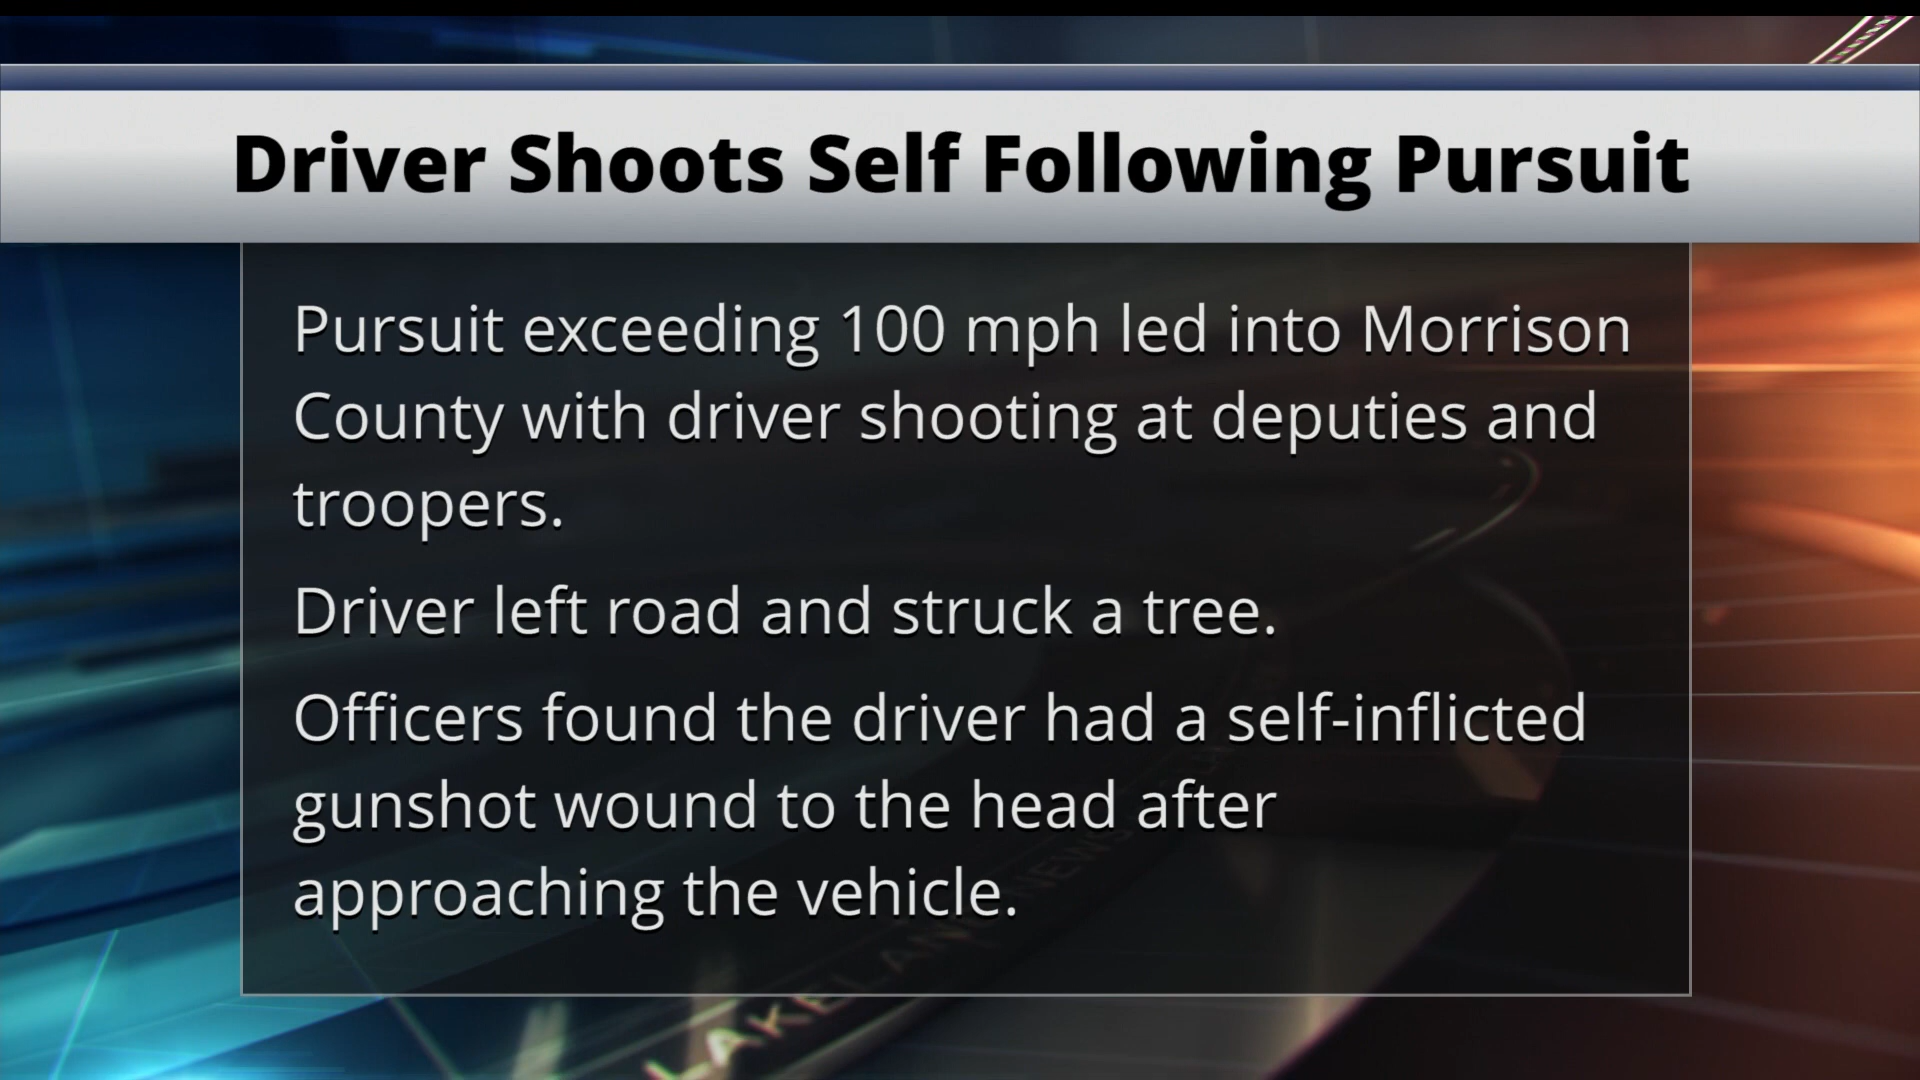 Driver Shoots Self Following Pursuit
Pursuit exceeding 100 mph led into Morrison
County with driver shooting at deputies and
troopers.
Driver left road and struck a tree.
Officers found the driver had a self-inflicted
gunshot wound to the head after
approaching the vehicle.
LAKELAND NEWS